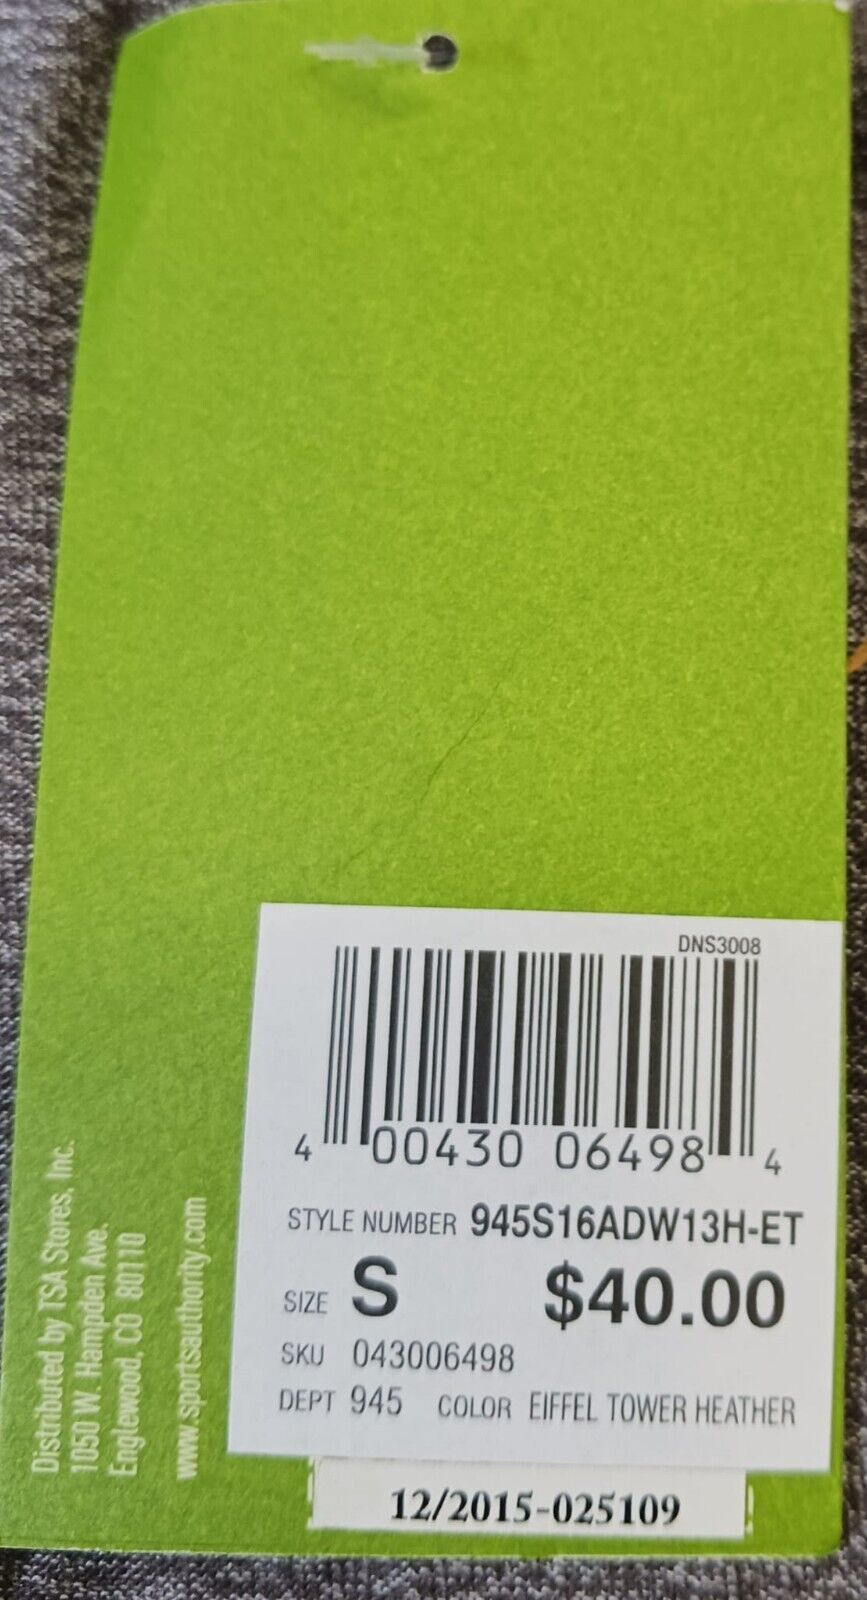 DNS3008
4 00430 06498 4
STYLE NUMBER 945S16ADW13H-ET
SIZE S $40.00
SKU 043006498
DEPT 945 COLOR EIFFEL TOWER HEATHER
12/2015-025109
Distributed by TSA Stores, Inc.
1050 W. Hampden Ave.
Englewood, CO 80110
www.sportsauthority.com